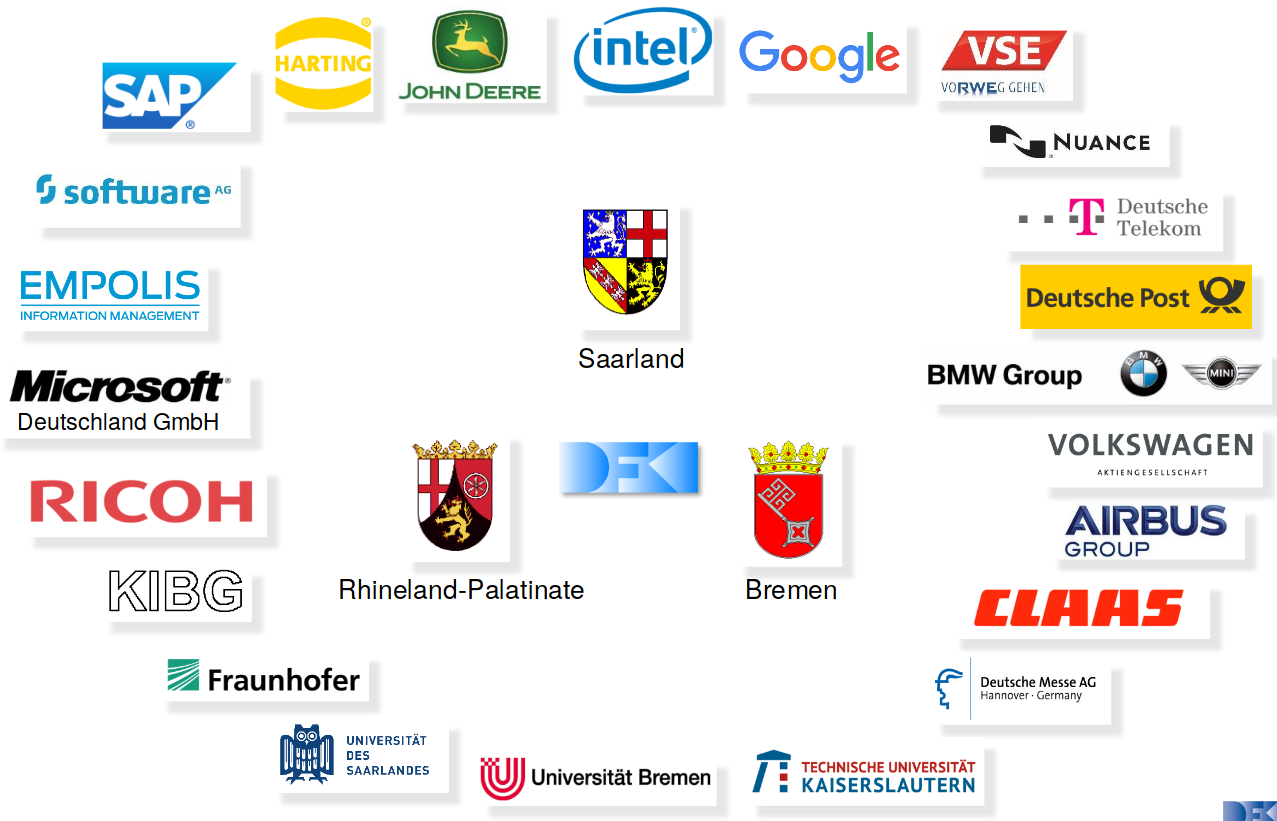 SAP ®
HARTING ®
JOHN DEERE
intel ®
Google
VSE
VORWEG GEHEN
NUANCE
software AG
Deutsche
Telekom
EMPOLIS
INFORMATION MANAGEMENT
Deutsche Post
Saarland
Microsoft®
Deutschland GmbH
BMW Group
BMW
MINI
VOLKSWAGEN
AKTIENGESELLSCHAFT
DFK
RICOH
AIRBUS
GROUP
KIBG
Rhineland-Palatinate
Bremen
CLAAS
Fraunhofer
Deutsche Messe AG
Hannover · Germany
UNIVERSITÄT
DES
SAARLANDES
Universität Bremen
TECHNISCHE UNIVERSITÄT
KAISERSLAUTERN
DFK